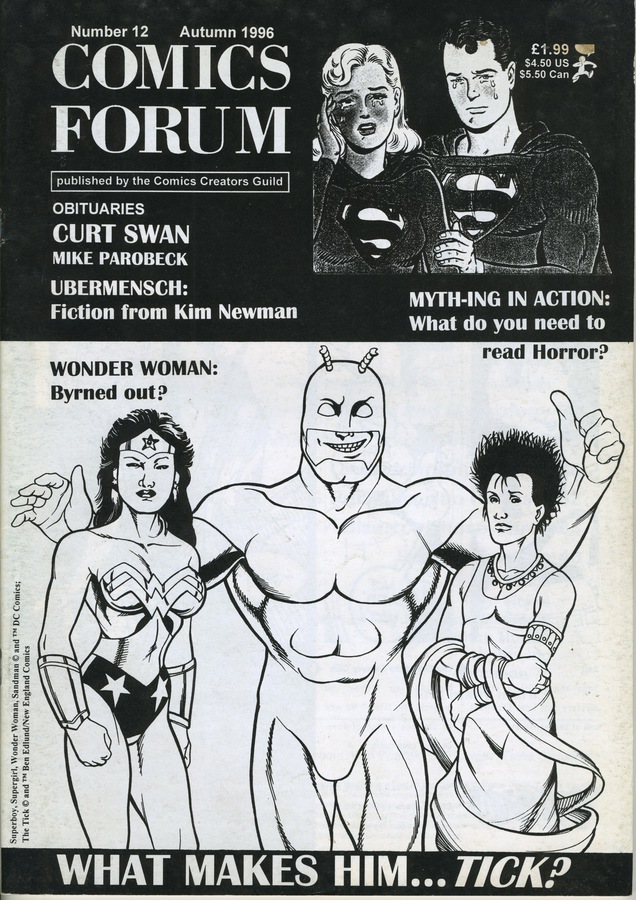 Number 12 Autumn 1996
COMICS
FORUM
published by the Comics Creators Guild
£1.99
$4.50 US
$5.50 Can
OBITUARIES
CURT SWAN
MIKE PAROBECK
UBERMENSCH:
Fiction from Kim Newman
MYTH-ING IN ACTION:
What do you need to
read Horror?
WONDER WOMAN:
Byrned out?
Superboy, Supergirl, Wonder Woman, Sandman © and ™ DC Comics;
The Tick © and ™ Ben Edlund/New England Comics
WHAT MAKES HIM... TICK?